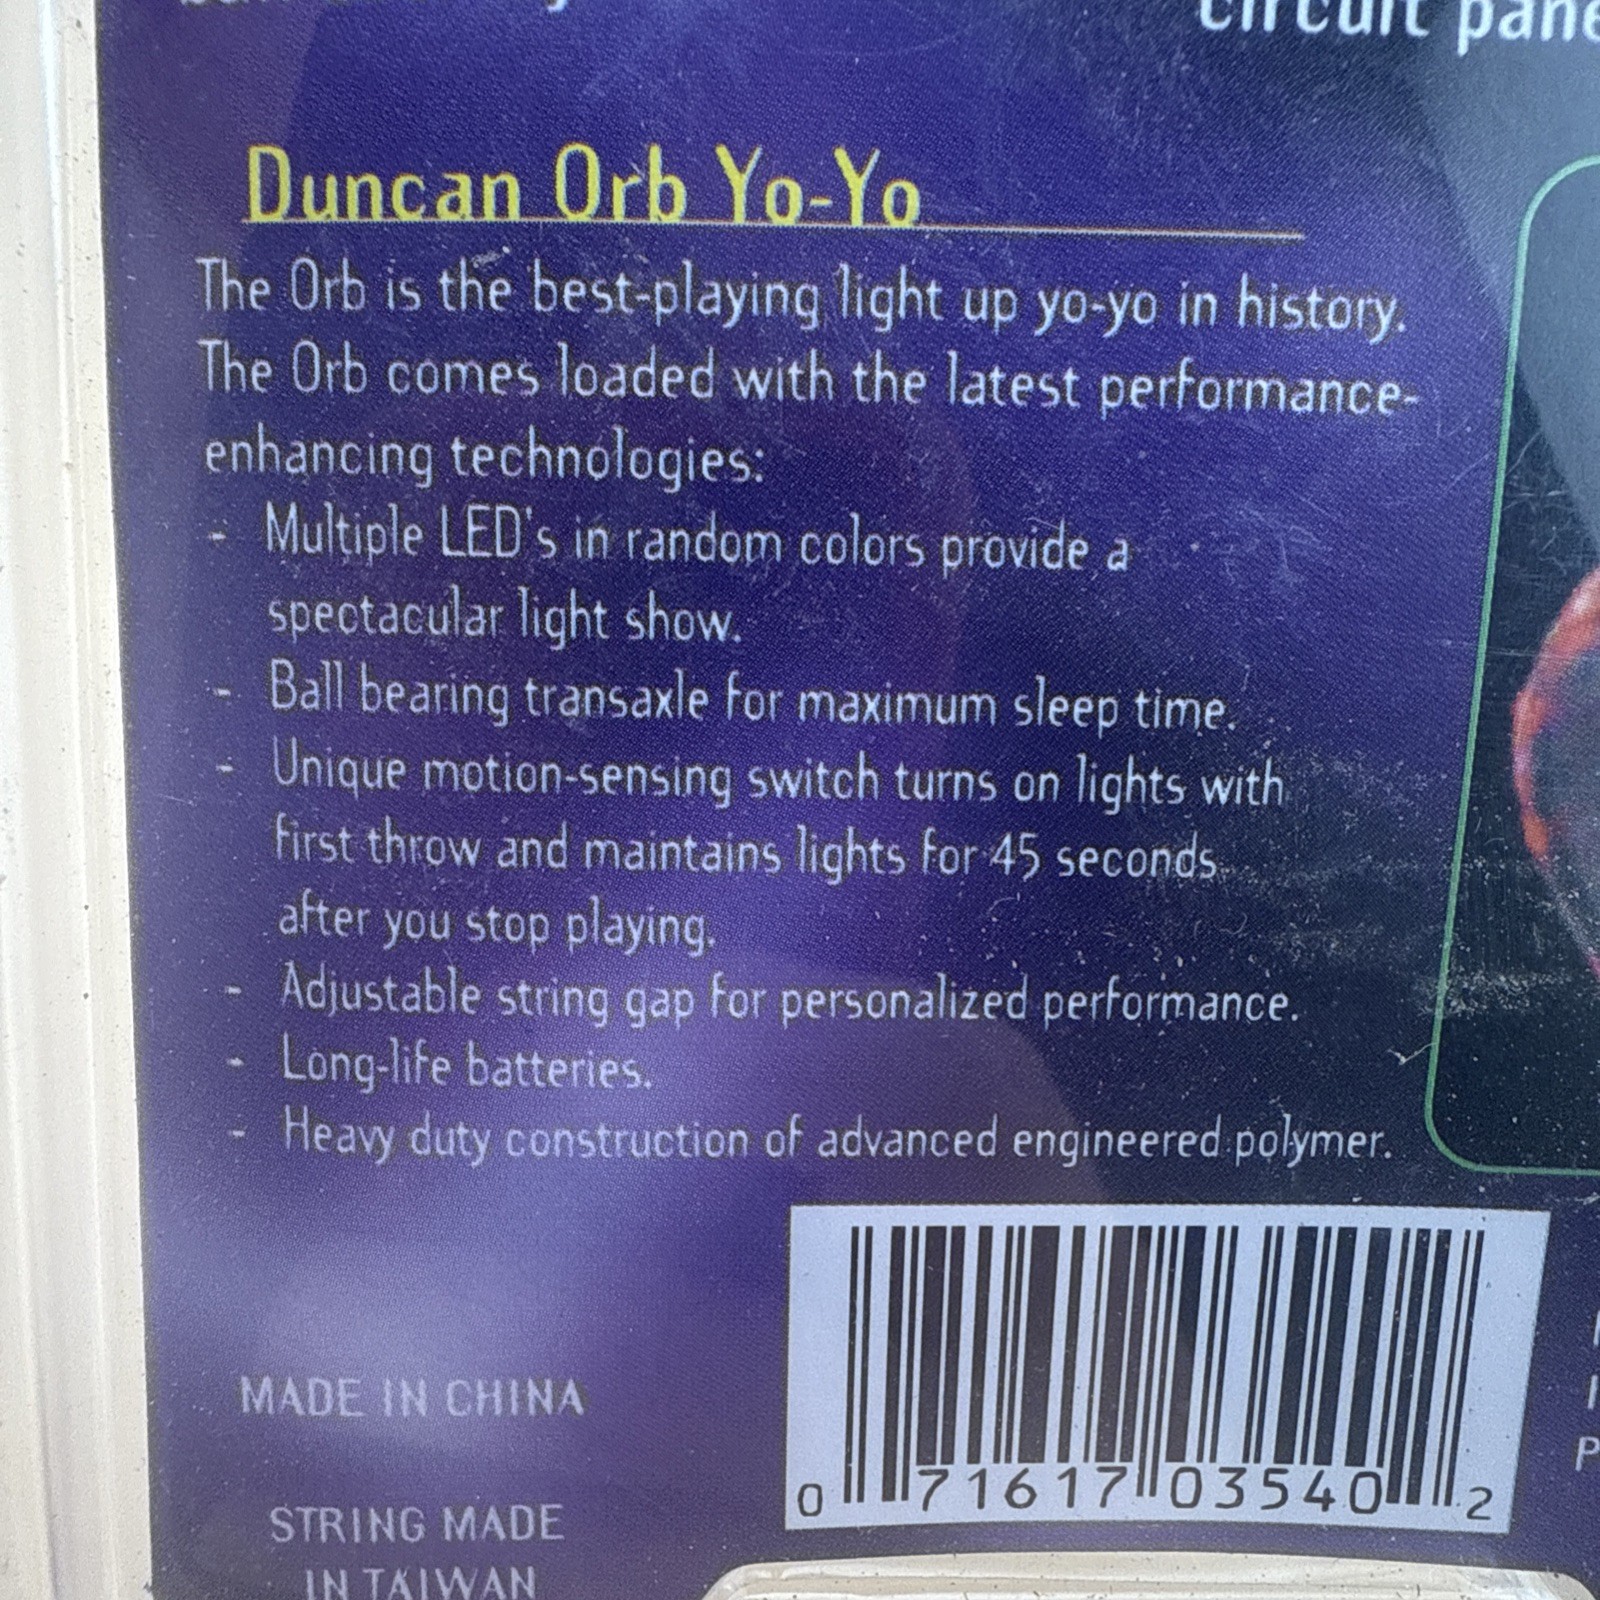 circuit
Duncan Orb Yo-Yo
The Orb is the best-playing light up yo-yo in history.
The Orb comes loaded with the latest performance-
enhancing technologies:
- Multiple LED's in random colors provide a
spectacular light show.
- Ball bearing transaxle for maximum sleep time.
- Unique motion-sensing switch turns on lights with
first throw and maintains lights for 45 seconds
after you stop playing.
- Adjustable string gap for personalized performance.
- Long-life batteries.
- Heavy duty construction of advanced engineered polymer.
0 71617 03540 2
MADE IN CHINA
STRING MADE
IN TAIWAN